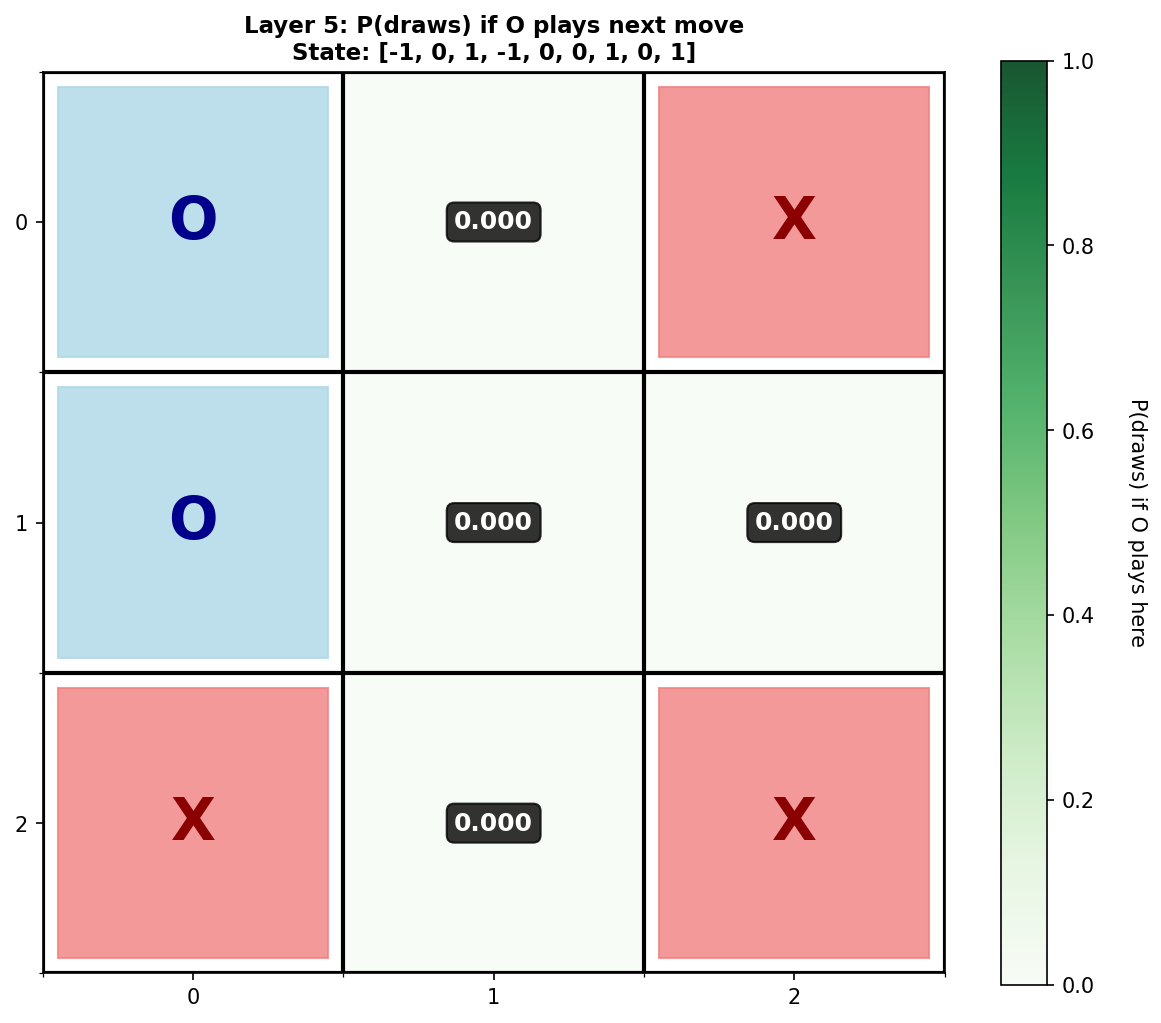 Layer 5: P(draws) if O plays next move
State: [-1, 0, 1, -1, 0, 0, 1, 0, 1]
O
0.000
X
O
0.000
0.000
X
0.000
X
0
1
2
0
1
2
1.0
0.8
0.6
0.4
0.2
0.0
P(draws) if O plays here